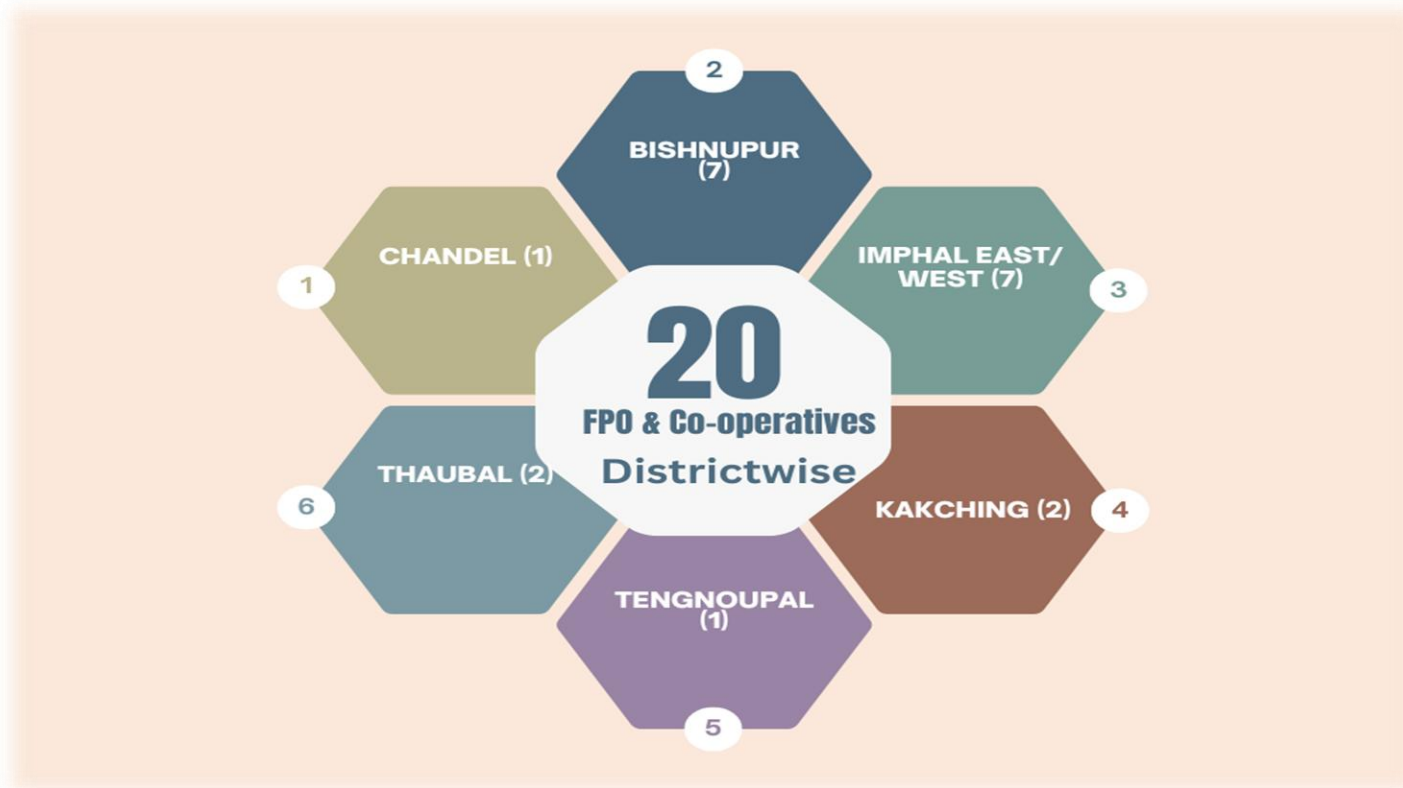 2
BISHNUPUR
(7)
1
CHANDEL (1)
IMPHAL EAST/
WEST (7)
3
20
FPO & Co-operatives
Districtwise
6
THAUBAL (2)
KAKCHING (2)
4
TENGNOUPAL
(1)
5